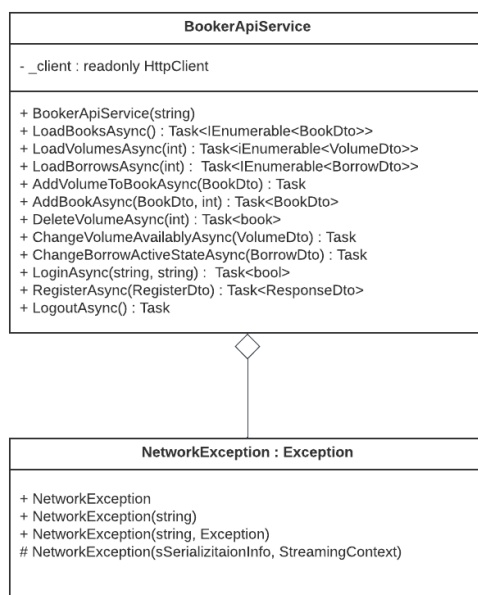 BookerApiService
- _client : readonly HttpClient
+ BookerApiService(string)
+ LoadBooksAsync() : Task<IEnumerable<BookDto>>
+ LoadVolumesAsync(int) : Task<iEnumerable<VolumeDto>>
+ LoadBorrowsAsync(int) :  Task<IEnumerable<BorrowDto>>
+ AddVolumeToBookAsync(BookDto) : Task
+ AddBookAsync(BookDto, int) : Task<BookDto>
+ DeleteVolumeAsync(int) : Task<book>
+ ChangeVolumeAvailablyAsync(VolumeDto) : Task
+ ChangeBorrowActiveStateAsync(BorrowDto) : Task
+ LoginAsync(string, string) :  Task<bool>
+ RegisterAsync(RegisterDto) : Task<ResponseDto>
+ LogoutAsync() : Task
NetworkException : Exception
+ NetworkException
+ NetworkException(string)
+ NetworkException(string, Exception)
# NetworkException(sSerializitaionInfo, StreamingContext)